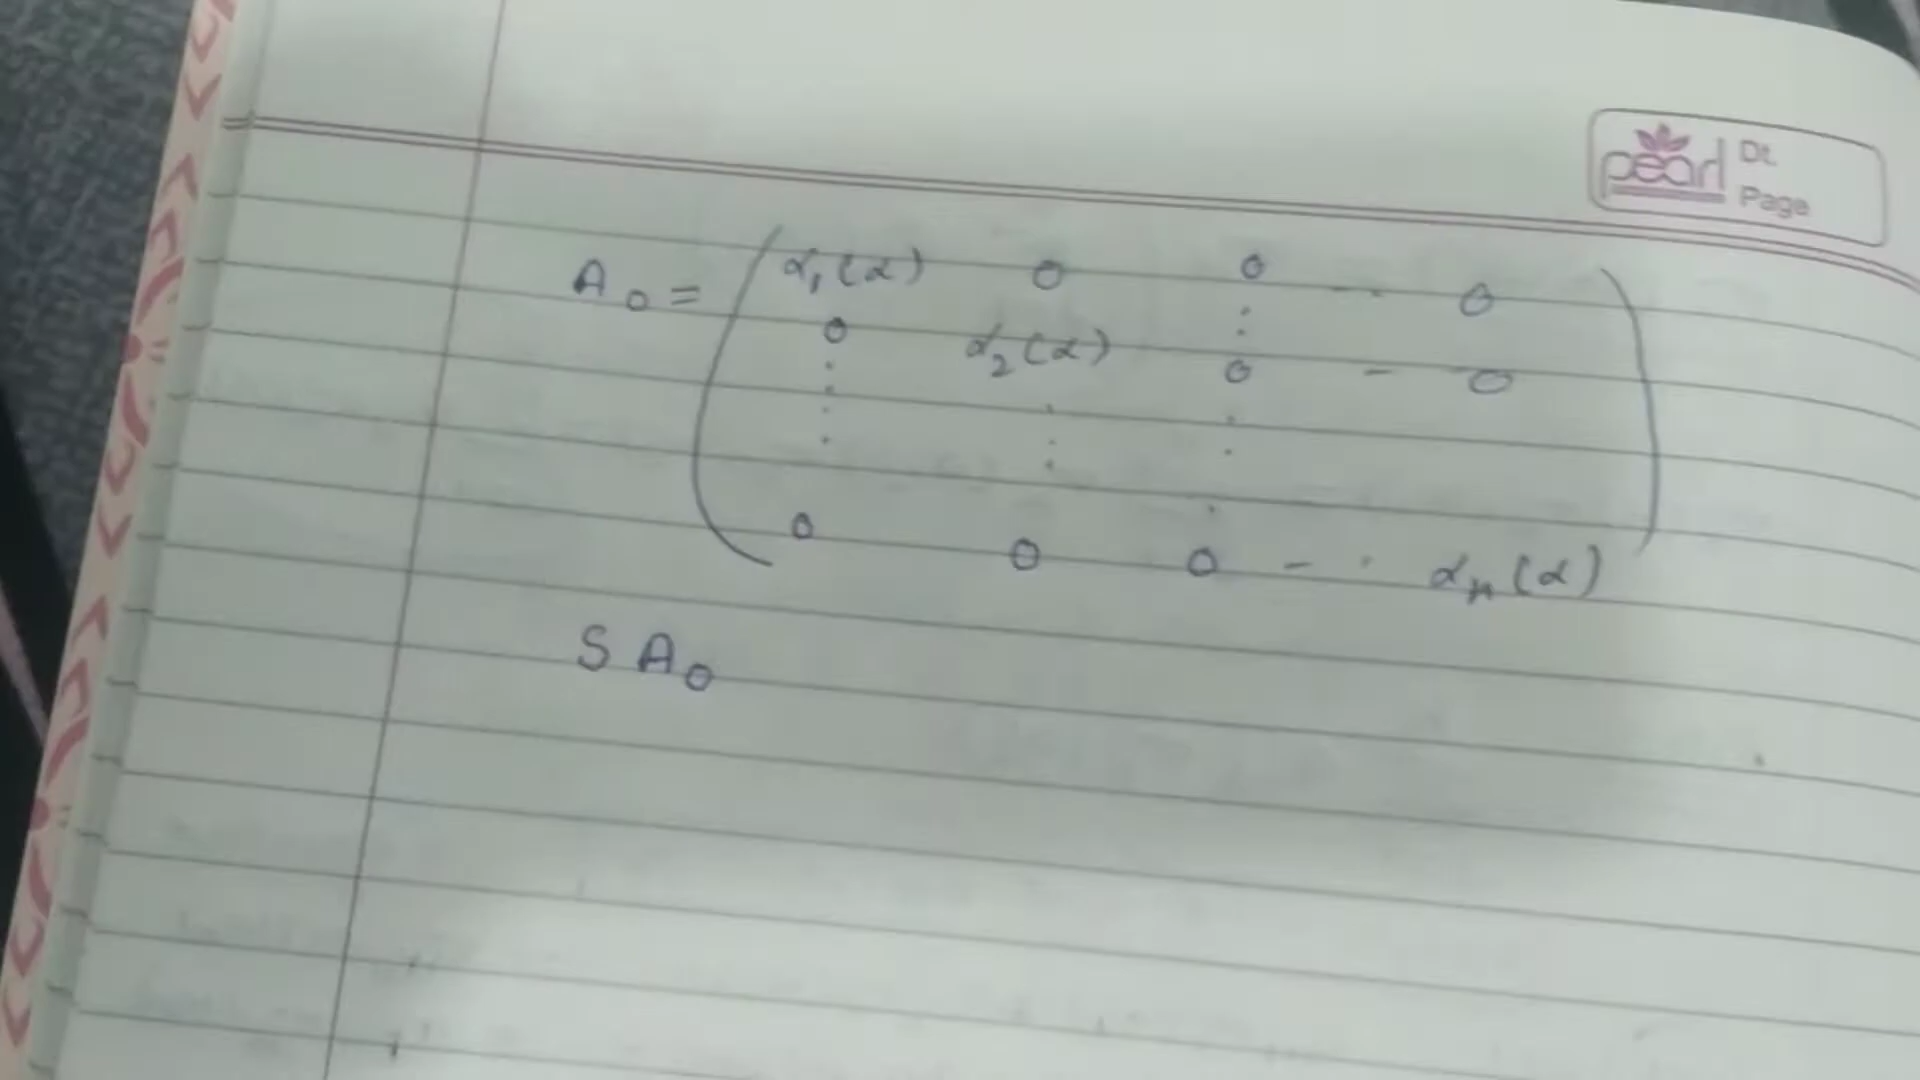 pearl Dt.
Page
A₀ = ( α₁(α) 0 0 -- 0
0 α₂(α) 0 - 0
0 0 0 - · αₙ(α) )
S A₀